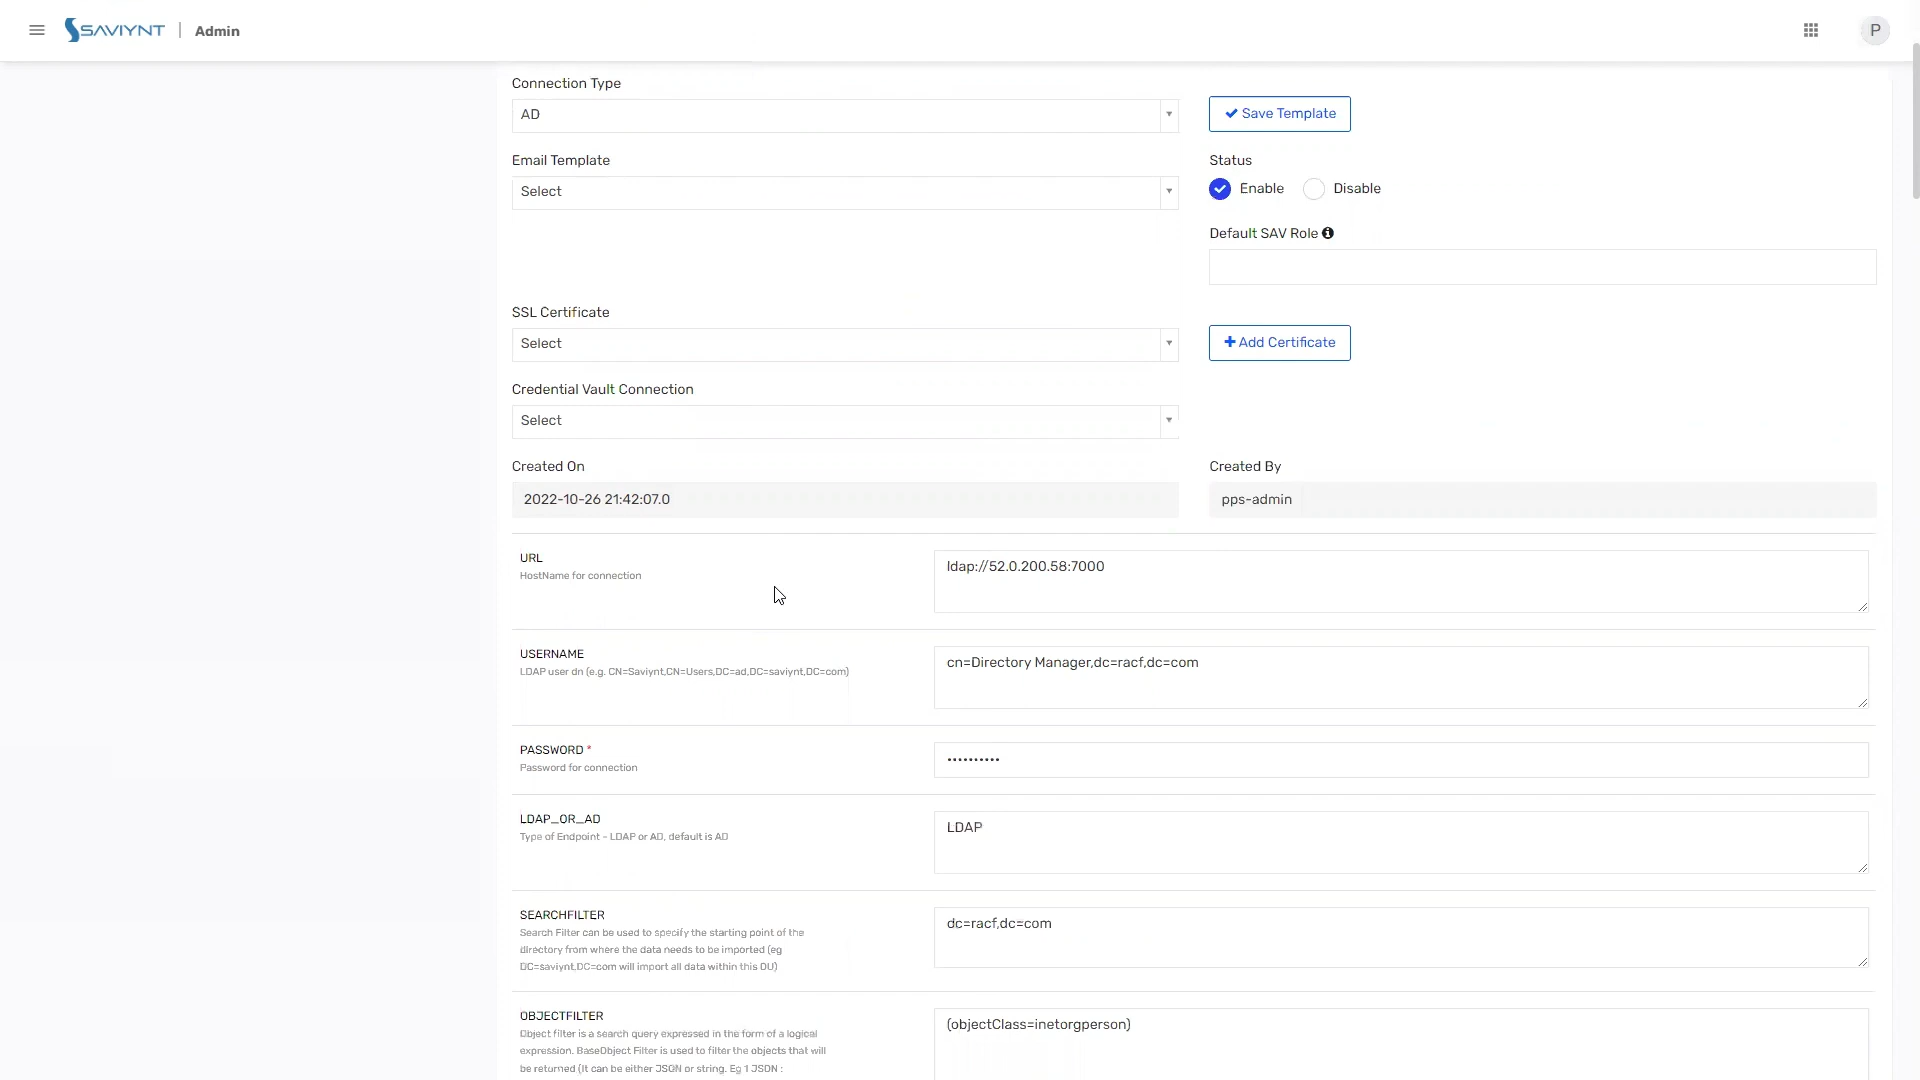 SAVIYNT | Admin
P
Connection Type
AD
Save Template
Email Template
Select
Status
Enable
Disable
Default SAV Role
SSL Certificate
Select
Add Certificate
Credential Vault Connection
Select
Created On
2022-10-26 21:42:07.0
Created By
pps-admin
URL
HostName for connection
ldap://52.0.200.58:7000
USERNAME
LDAP user dn (e.g. CN=Saviynt,CN=Users,DC=ad,DC=saviynt,DC=com)
cn=Directory Manager,dc=racf,dc=com
PASSWORD *
Password for connection
••••••••••
LDAP_OR_AD
Type of Endpoint - LDAP or AD, default is AD
LDAP
SEARCHFILTER
Search Filter can be used to specify the starting point of the
directory from where the data needs to be imported (eg
DC=saviynt,DC=com will import all data within this OU)
dc=racf,dc=com
OBJECTFILTER
Object filter is a search query expressed in the form of a logical
expression. BaseObject Filter is used to filter the objects that will
be returned (It can be either JSON or string. Eg 1 JSON :
(objectClass=inetorgperson)